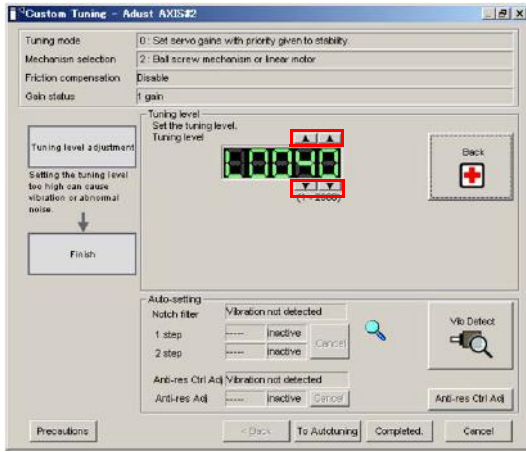 Custom Tuning - Adust AXIS#2
Tuning mode 0 : Set servo gains with priority given to stability.
Mechanism selection 2 : Ball screw mechanism or linear motor
Friction compensation Disable
Gain status 1 gain
Tuning level
Set the tuning level.
Tuning level
00040
(1 - 2000)
Tuning level adjustment
Setting the tuning level
too high can cause
vibration or abnormal
noise.
Finish
Back
Auto-setting
Notch filter Vibration not detected
1 step ----- inactive
2 step ----- inactive
Cancel
Anti-res Ctrl Adj Vibration not detected
Anti-res Adj ----- inactive Cancel
Vib Detect
Anti-res Ctrl Adj
Precautions < Back To Autotuning Completed. Cancel